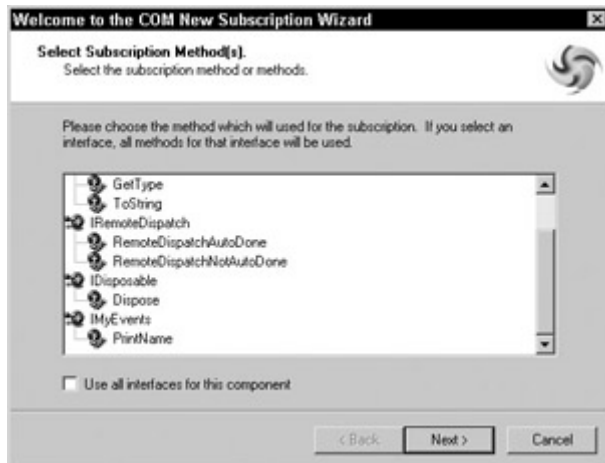 Welcome to the COM New Subscription Wizard
Select Subscription Method(s).
Select the subscription method or methods.
Please choose the method which will used for the subscription. If you select an
interface, all methods for that interface will be used.
GetType
ToString
IRemoteDispatch
RemoteDispatchAutoDone
RemoteDispatchNotAutoDone
IDisposable
Dispose
IMyEvents
PrintName
Use all interfaces for this component
< Back
Next >
Cancel